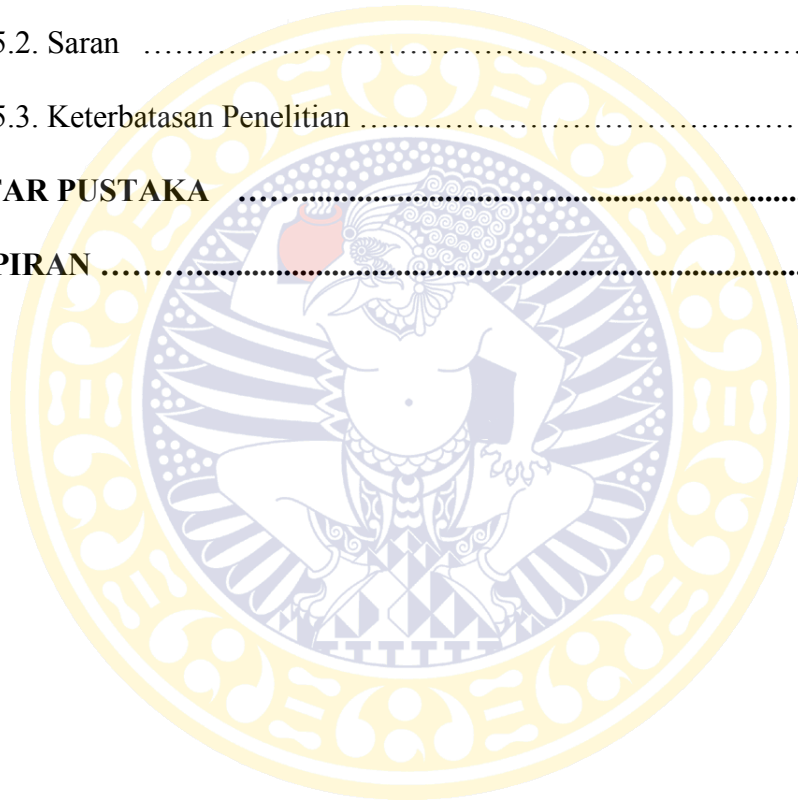 5.2. Saran ……………………………………………………………
5.3. Keterbatasan Penelitian ……………………………………
TAR PUSTAKA ……..............................................................
PIRAN ………...........................................................................